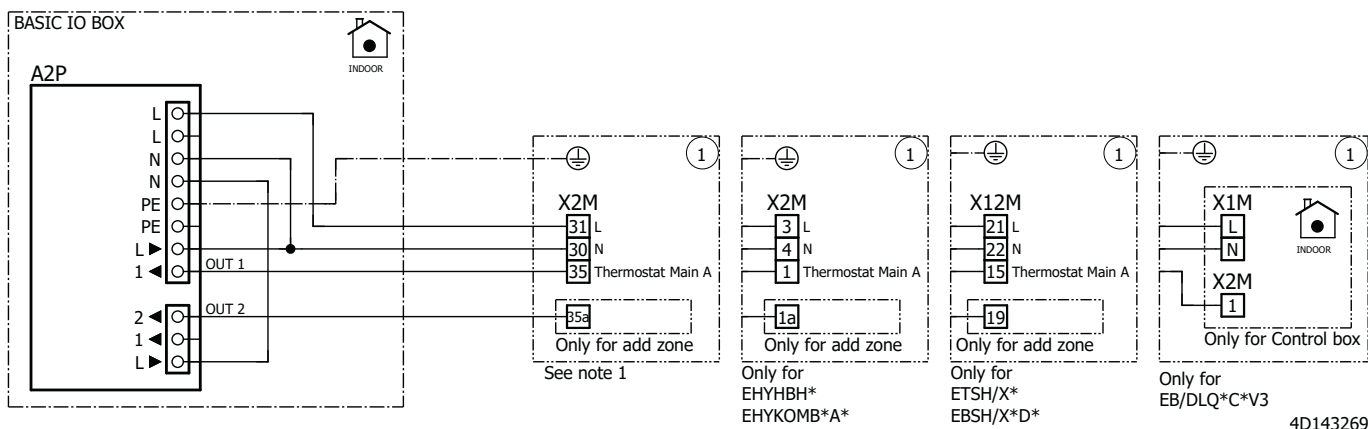 BASIC IO BOX
INDOOR
A2P
L
L
N
N
PE
PE
L ▶
1 ◀ OUT 1
2 ◀ OUT 2
1 ◀
L ▶
1
X2M
31 L
30 N
35 Thermostat Main A
35a
Only for add zone
See note 1
1
X2M
3 L
4 N
1 Thermostat Main A
1a
Only for add zone
Only for
EHYHBH*
EHYKOMB*A*
1
X12M
21 L
22 N
15 Thermostat Main A
19
Only for add zone
Only for
ETSH/X*
EBSH/X*D*
1
X1M
L
N
INDOOR
X2M
1
Only for Control box
Only for
EB/DLQ*C*V3
4D143269